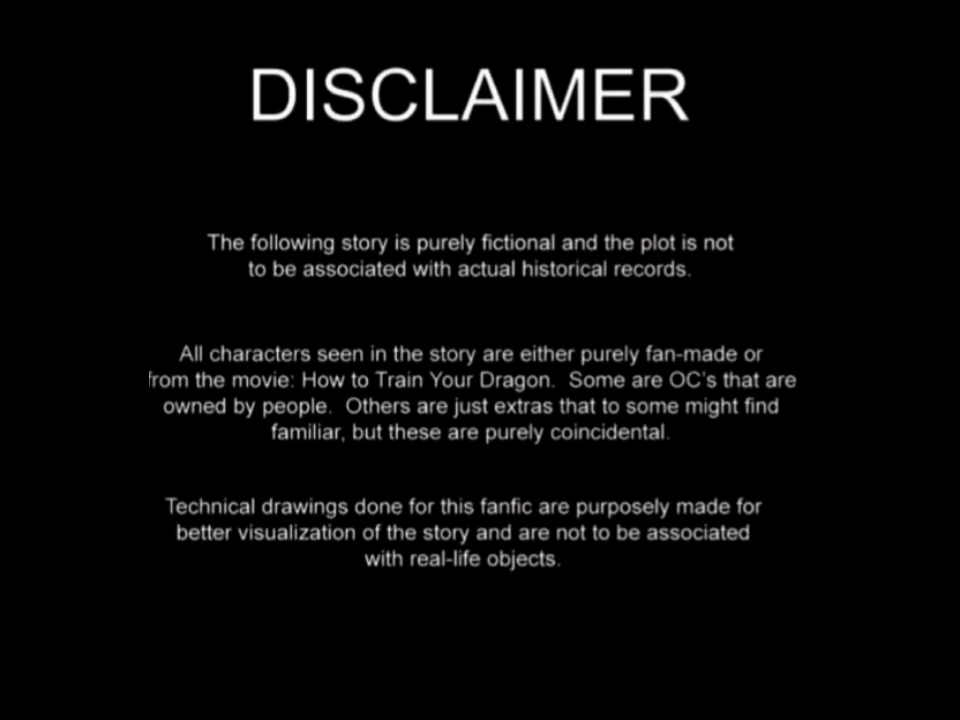 DISCLAIMER
The following story is purely fictional and the plot is not
to be associated with actual historical records.
All characters seen in the story are either purely fan-made or
from the movie: How to Train Your Dragon. Some are OC's that are
owned by people. Others are just extras that to some might find
familiar, but these are purely coincidental.
Technical drawings done for this fanfic are purposely made for
better visualization of the story and are not to be associated
with real-life objects.